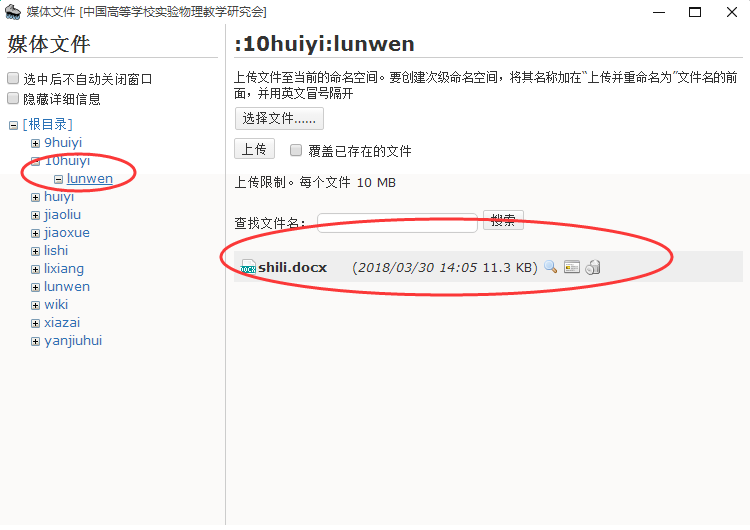 媒体文件 [中国高等学校实验物理教学研究会]
媒体文件
选中后不自动关闭窗口
隐藏详细信息
[根目录]
9huiyi
10huiyi
lunwen
huiyi
jiaoliu
jiaoxue
lishi
lixiang
lunwen
wiki
xiazai
yanjiuhui
:10huiyi:lunwen
上传文件至当前的命名空间。要创建次级命名空间，将其名称加在“上传并重命名为”文件名的前
面，并用英文冒号隔开
选择文件......
上传 覆盖已存在的文件
上传限制。每个文件 10 MB
查找文件名： 搜索
DOCX shili.docx (2018/03/30 14:05 11.3 KB)